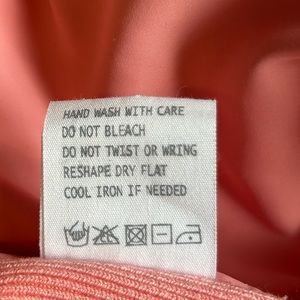 HAND WASH WITH CARE
DO NOT BLEACH
DO NOT TWIST OR WRING
RESHAPE DRY FLAT
COOL IRON IF NEEDED